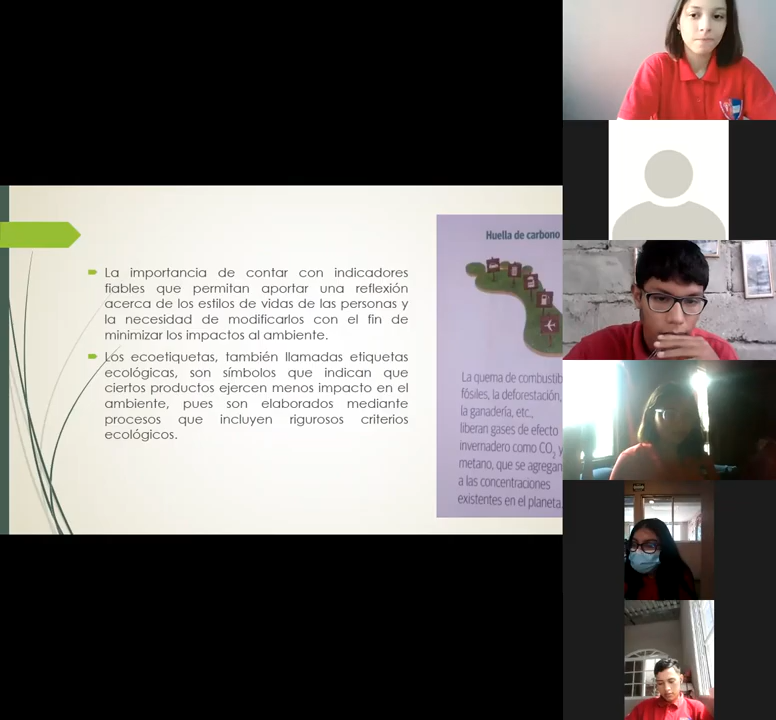 La importancia de contar con indicadores
fiables que permitan aportar una reflexión
acerca de los estilos de vidas de las personas y
la necesidad de modificarlos con el fin de
minimizar los impactos al ambiente.
Los ecoetiquetas, también llamadas etiquetas
ecológicas, son símbolos que indican que
ciertos productos ejercen menos impacto en el
ambiente, pues son elaborados mediante
procesos que incluyen rigurosos criterios
ecológicos.
Huella de carbono
La quema de combustib
fósiles, la deforestación,
la ganadería, etc.,
liberan gases de efecto
invernadero como CO₂ y
metano, que se agregan
a las concentraciones
existentes en el planeta.